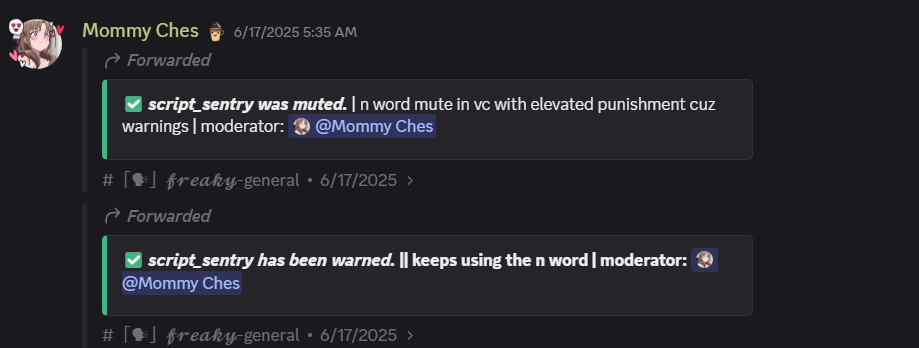 Mommy Ches 6/17/2025 5:35 AM
Forwarded
✅ script_sentry was muted. | n word mute in vc with elevated punishment cuz
warnings | moderator: @Mommy Ches
# 「🗣」 𝓯𝓻𝓮𝓪𝓴𝔂-general • 6/17/2025 >
Forwarded
✅ script_sentry has been warned. || keeps using the n word | moderator:
@Mommy Ches
# 「🗣」 𝓯𝓻𝓮𝓪𝓴𝔂-general • 6/17/2025 >